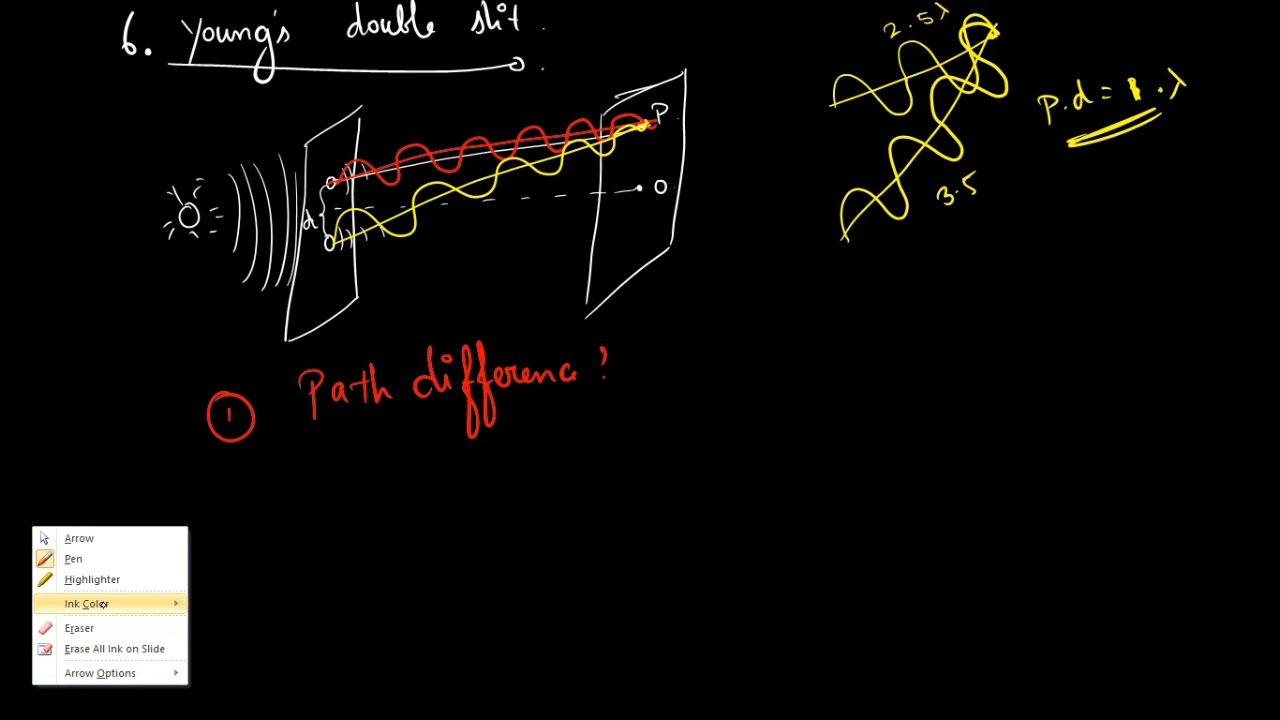 6. Young's double slit.
2.5λ
P
p.d = 1.λ
3.5
d
O
① Path difference?
Arrow
Pen
Highlighter
Ink Color
Eraser
Erase All Ink on Slide
Arrow Options